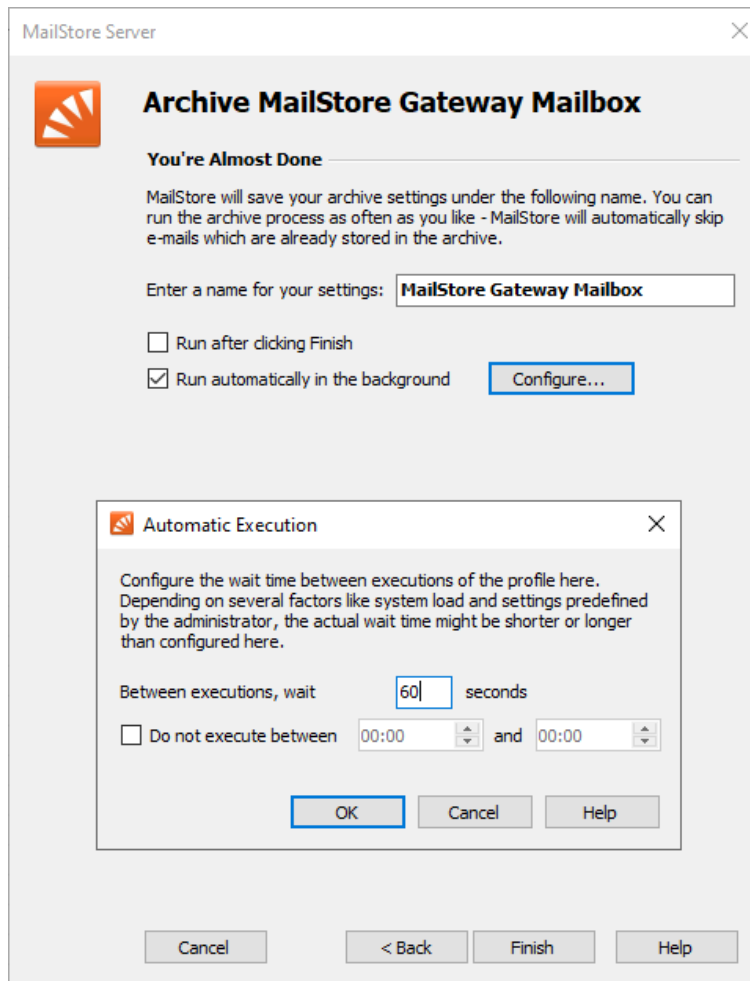 MailStore Server
Archive MailStore Gateway Mailbox
You're Almost Done
MailStore will save your archive settings under the following name. You can
run the archive process as often as you like - MailStore will automatically skip
e-mails which are already stored in the archive.
Enter a name for your settings: MailStore Gateway Mailbox
Run after clicking Finish
Run automatically in the background Configure...
Automatic Execution
Configure the wait time between executions of the profile here.
Depending on several factors like system load and settings predefined
by the administrator, the actual wait time might be shorter or longer
than configured here.
Between executions, wait 60 seconds
Do not execute between 00:00 and 00:00
OK Cancel Help
Cancel < Back Finish Help